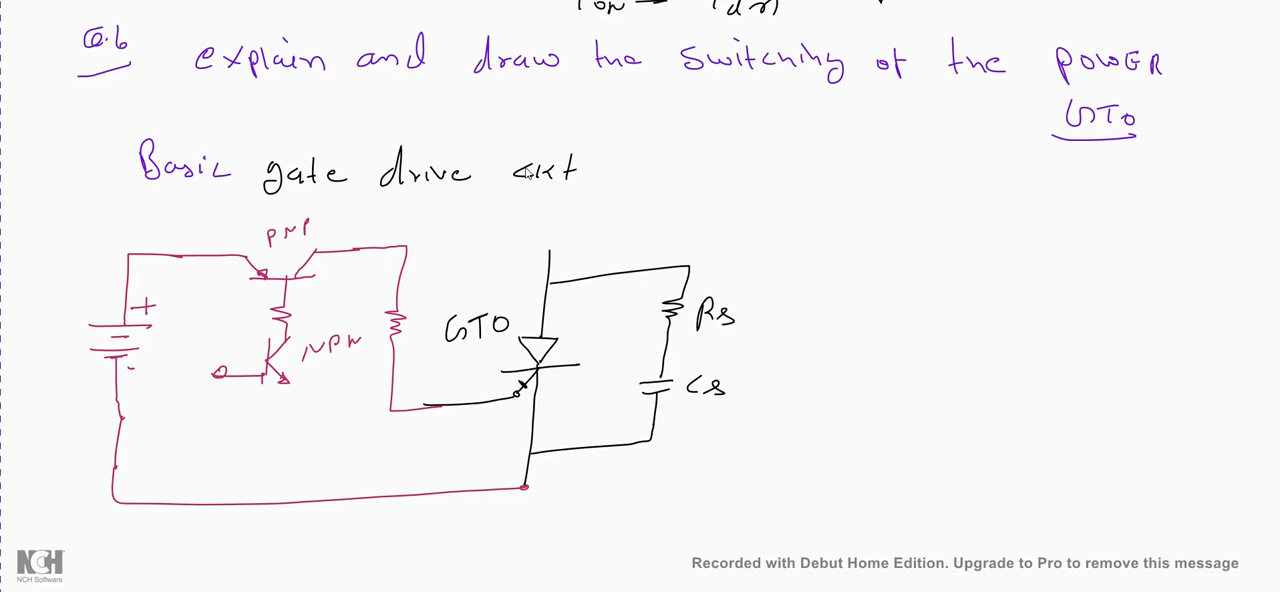 Q.6 explain and draw the switching of the POWER
GTO
Basic gate drive ckt
PNP
+
GTO
Rs
NPN
-
Cs
NCH
NCH Software
Recorded with Debut Home Edition. Upgrade to Pro to remove this message